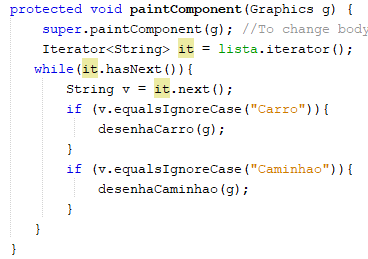 protected void paintComponent(Graphics g) {
super.paintComponent(g); //To change body
Iterator<String> it = lista.iterator();
while(it.hasNext()){
String v = it.next();
if (v.equalsIgnoreCase("Carro")){
desenhaCarro(g);
}
if (v.equalsIgnoreCase("Caminhao")){
desenhaCaminhao(g);
}
}
}